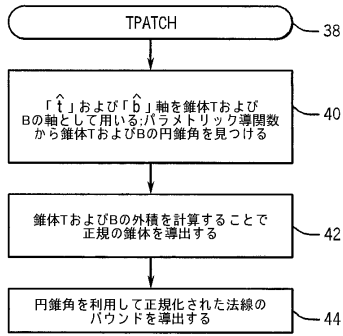 TPATCH
38
「t̂」および「b̂」軸を錐体Tおよび
Bの軸として用いる;パラメトリック導関数
から錐体TおよびBの円錐角を見つける
40
錐体TおよびBの外積を計算することで
正規の錐体を導出する
42
円錐角を利用して正規化された法線の
バウンドを導出する
44